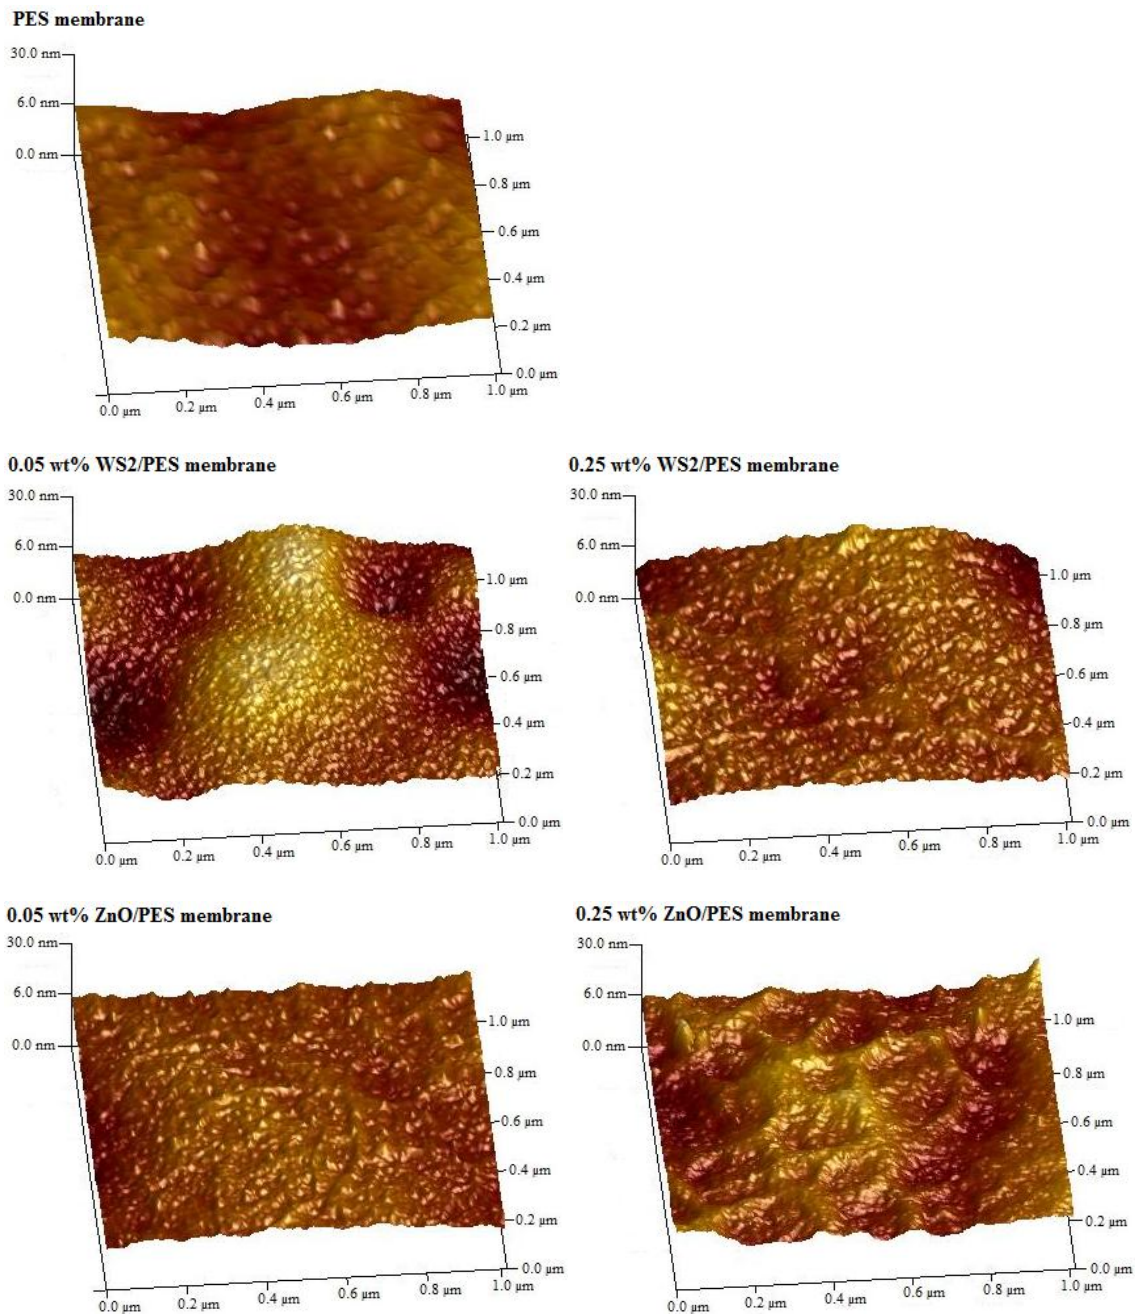 PES membrane
30.0 nm
6.0 nm
0.0 nm
1.0 µm
0.8 µm
0.6 µm
0.4 µm
0.2 µm
0.0 µm
0.0 µm 0.2 µm 0.4 µm 0.6 µm 0.8 µm 1.0 µm
0.05 wt% WS2/PES membrane
30.0 nm
6.0 nm
0.0 nm
1.0 µm
0.8 µm
0.6 µm
0.4 µm
0.2 µm
0.0 µm
0.0 µm 0.2 µm 0.4 µm 0.6 µm 0.8 µm 1.0 µm
0.25 wt% WS2/PES membrane
30.0 nm
6.0 nm
0.0 nm
1.0 µm
0.8 µm
0.6 µm
0.4 µm
0.2 µm
0.0 µm
0.0 µm 0.2 µm 0.4 µm 0.6 µm 0.8 µm 1.0 µm
0.05 wt% ZnO/PES membrane
30.0 nm
6.0 nm
0.0 nm
1.0 µm
0.8 µm
0.6 µm
0.4 µm
0.2 µm
0.0 µm
0.0 µm 0.2 µm 0.4 µm 0.6 µm 0.8 µm 1.0 µm
0.25 wt% ZnO/PES membrane
30.0 nm
6.0 nm
0.0 nm
1.0 µm
0.8 µm
0.6 µm
0.4 µm
0.2 µm
0.0 µm
0.0 µm 0.2 µm 0.4 µm 0.6 µm 0.8 µm 1.0 µm